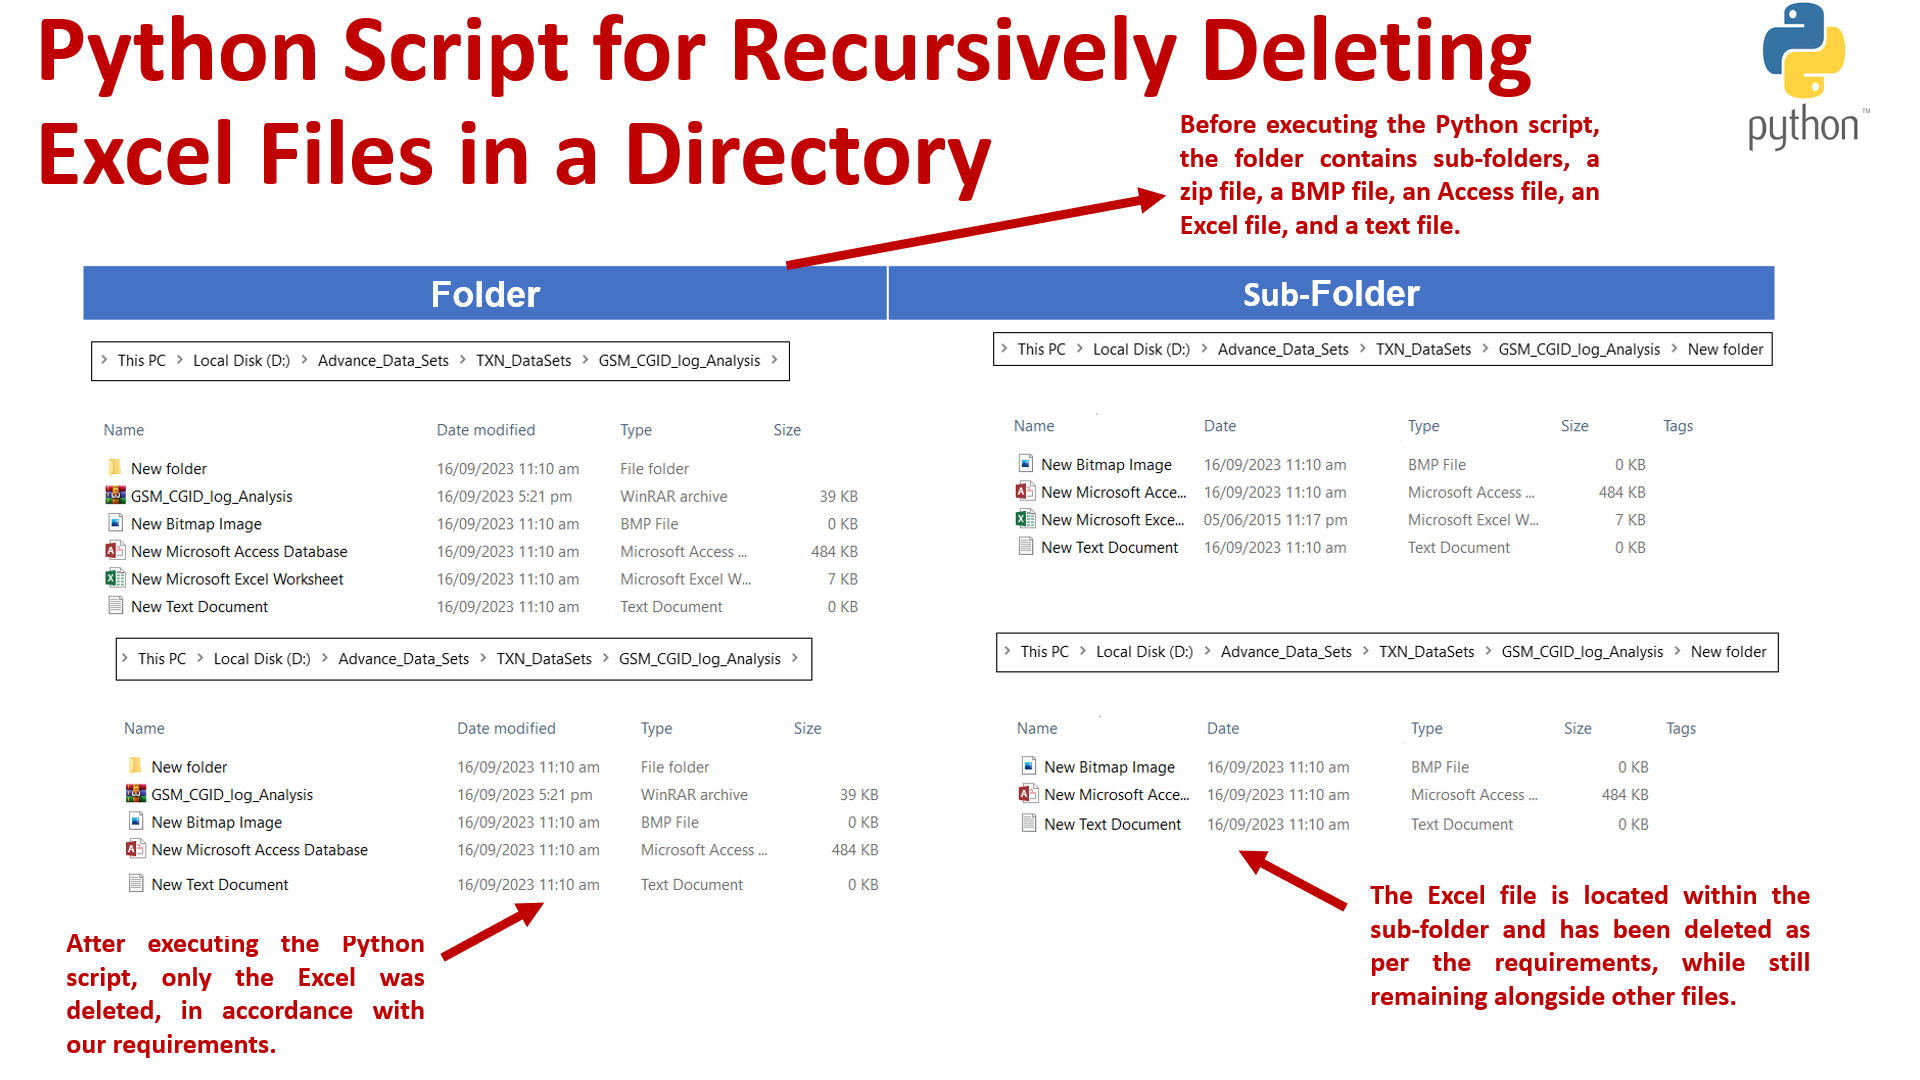 Python Script for Recursively Deleting
Excel Files in a Directory
python™
Before executing the Python script,
the folder contains sub-folders, a
zip file, a BMP file, an Access file, an
Excel file, and a text file.
Folder
Sub-Folder
> This PC > Local Disk (D:) > Advance_Data_Sets > TXN_DataSets > GSM_CGID_log_Analysis >
Name Date modified Type Size
New folder 16/09/2023 11:10 am File folder
GSM_CGID_log_Analysis 16/09/2023 5:21 pm WinRAR archive 39 KB
New Bitmap Image 16/09/2023 11:10 am BMP File 0 KB
New Microsoft Access Database 16/09/2023 11:10 am Microsoft Access ... 484 KB
New Microsoft Excel Worksheet 16/09/2023 11:10 am Microsoft Excel W... 7 KB
New Text Document 16/09/2023 11:10 am Text Document 0 KB
> This PC > Local Disk (D:) > Advance_Data_Sets > TXN_DataSets > GSM_CGID_log_Analysis > New folder
Name Date Type Size Tags
New Bitmap Image 16/09/2023 11:10 am BMP File 0 KB
New Microsoft Acce... 16/09/2023 11:10 am Microsoft Access ... 484 KB
New Microsoft Exce... 05/06/2015 11:17 pm Microsoft Excel W... 7 KB
New Text Document 16/09/2023 11:10 am Text Document 0 KB
> This PC > Local Disk (D:) > Advance_Data_Sets > TXN_DataSets > GSM_CGID_log_Analysis >
Name Date modified Type Size
New folder 16/09/2023 11:10 am File folder
GSM_CGID_log_Analysis 16/09/2023 5:21 pm WinRAR archive 39 KB
New Bitmap Image 16/09/2023 11:10 am BMP File 0 KB
New Microsoft Access Database 16/09/2023 11:10 am Microsoft Access ... 484 KB
New Text Document 16/09/2023 11:10 am Text Document 0 KB
> This PC > Local Disk (D:) > Advance_Data_Sets > TXN_DataSets > GSM_CGID_log_Analysis > New folder
Name Date Type Size Tags
New Bitmap Image 16/09/2023 11:10 am BMP File 0 KB
New Microsoft Acce... 16/09/2023 11:10 am Microsoft Access ... 484 KB
New Text Document 16/09/2023 11:10 am Text Document 0 KB
After executing the Python
script, only the Excel was
deleted, in accordance with
our requirements.
The Excel file is located within the
sub-folder and has been deleted as
per the requirements, while still
remaining alongside other files.